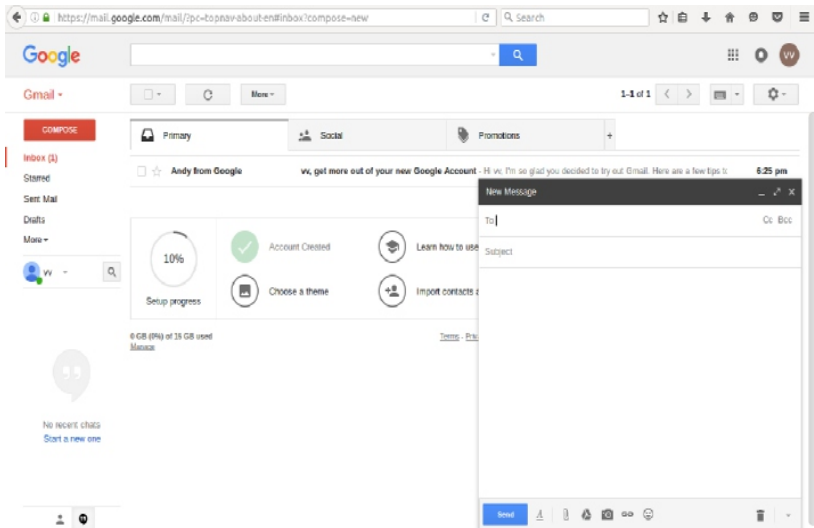 https://mail.google.com/mail/?pc=topnav-about-en#inbox?compose=new
Search
Google
VV
Gmail
More
1–1 of 1
COMPOSE
Primary
Social
Promotions
+
Inbox (1)
Starred
Sent Mail
Drafts
More
Andy from Google
vv, get more out of your new Google Account - Hi vv, I'm so glad you decided to try out Gmail. Here are a few tips to
6:25 pm
New Message
To
Cc Bcc
Subject
10%
Setup progress
Account Created
Learn how to use
Choose a theme
Import contacts a
vv
0 GB (0%) of 15 GB used
Manage
Terms -
No recent chats
Start a new one
Send
A